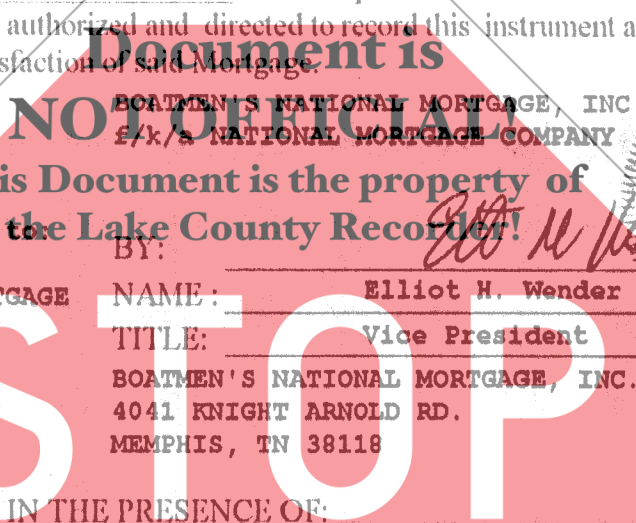 authorized and directed to record this instrument a
sfaction of said Mortgage.
Document is
NOT OFFICIAL!
BOATMEN'S NATIONAL MORTGAGE, INC
f/k/a NATIONAL MORTGAGE COMPANY
is Document is the property of
the Lake County Recorder!
to:
BY:
TGAGE
NAME: Elliot H. Wender
TITLE: Vice President
BOATMEN'S NATIONAL MORTGAGE, INC.
4041 KNIGHT ARNOLD RD.
MEMPHIS, TN 38118
STOP
IN THE PRESENCE OF: